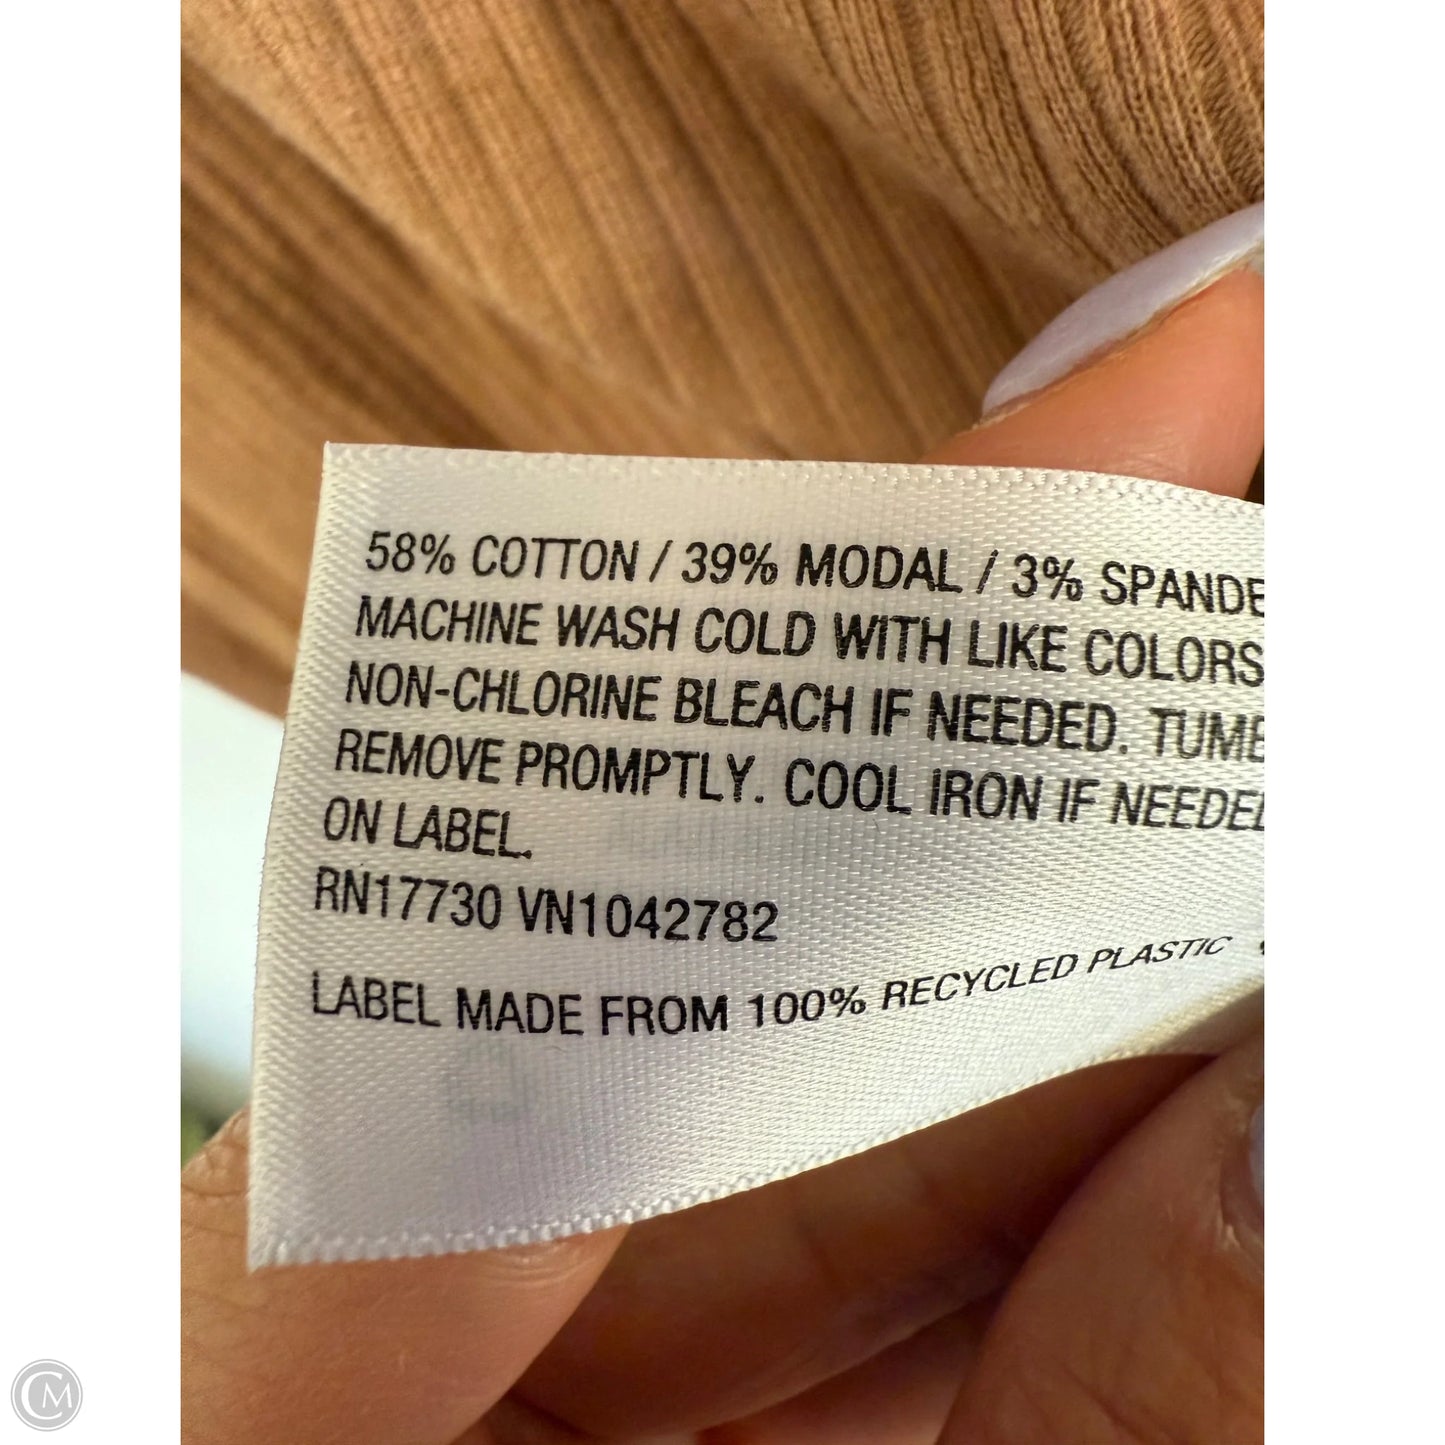 58% COTTON / 39% MODAL / 3% SPANDE
MACHINE WASH COLD WITH LIKE COLORS
NON-CHLORINE BLEACH IF NEEDED. TUMB
REMOVE PROMPTLY. COOL IRON IF NEEDED
ON LABEL.
RN17730 VN1042782
LABEL MADE FROM 100% RECYCLED PLASTIC
CM